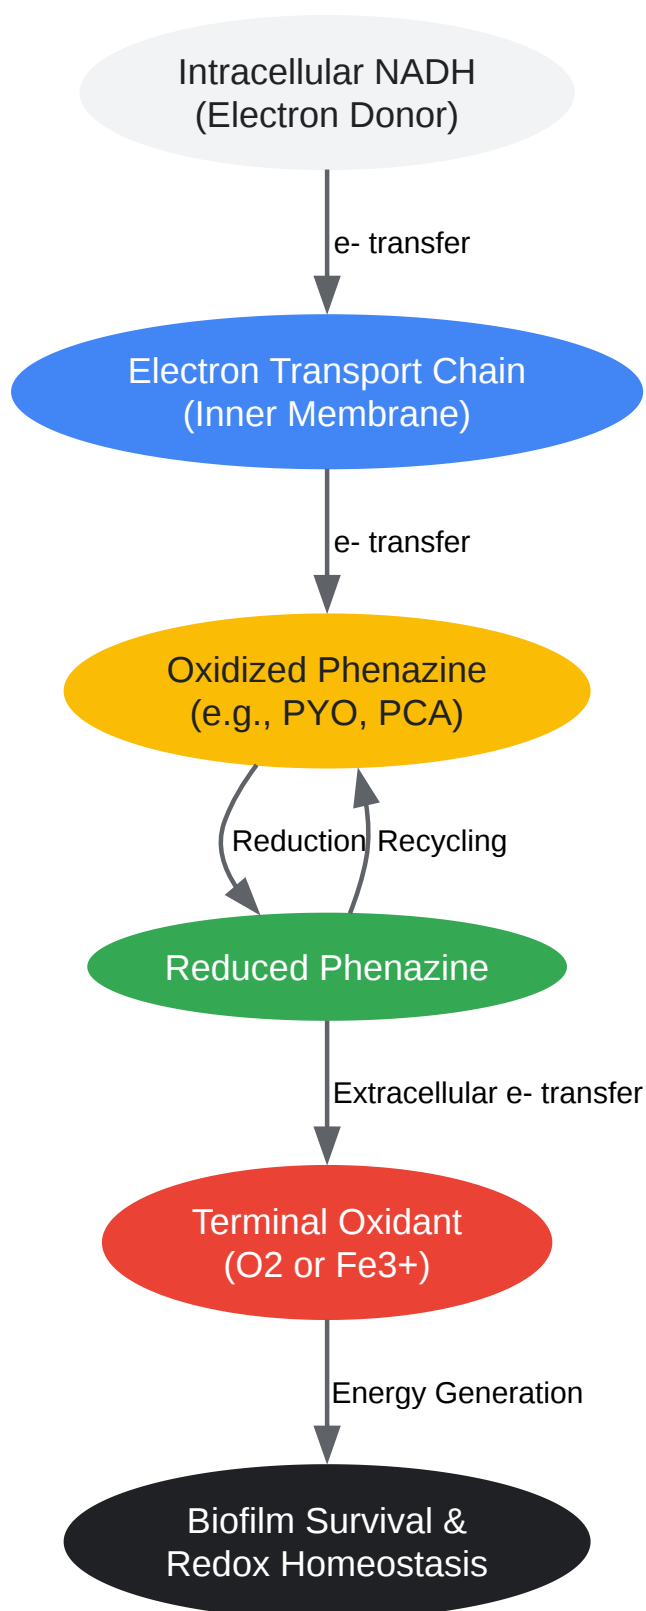 Intracellular NADH
(Electron Donor)
e- transfer
Electron Transport Chain
(Inner Membrane)
e- transfer
Oxidized Phenazine
(e.g., PYO, PCA)
Reduction
Recycling
Reduced Phenazine
Extracellular e- transfer
Terminal Oxidant
(O2 or Fe3+)
Energy Generation
Biofilm Survival &
Redox Homeostasis